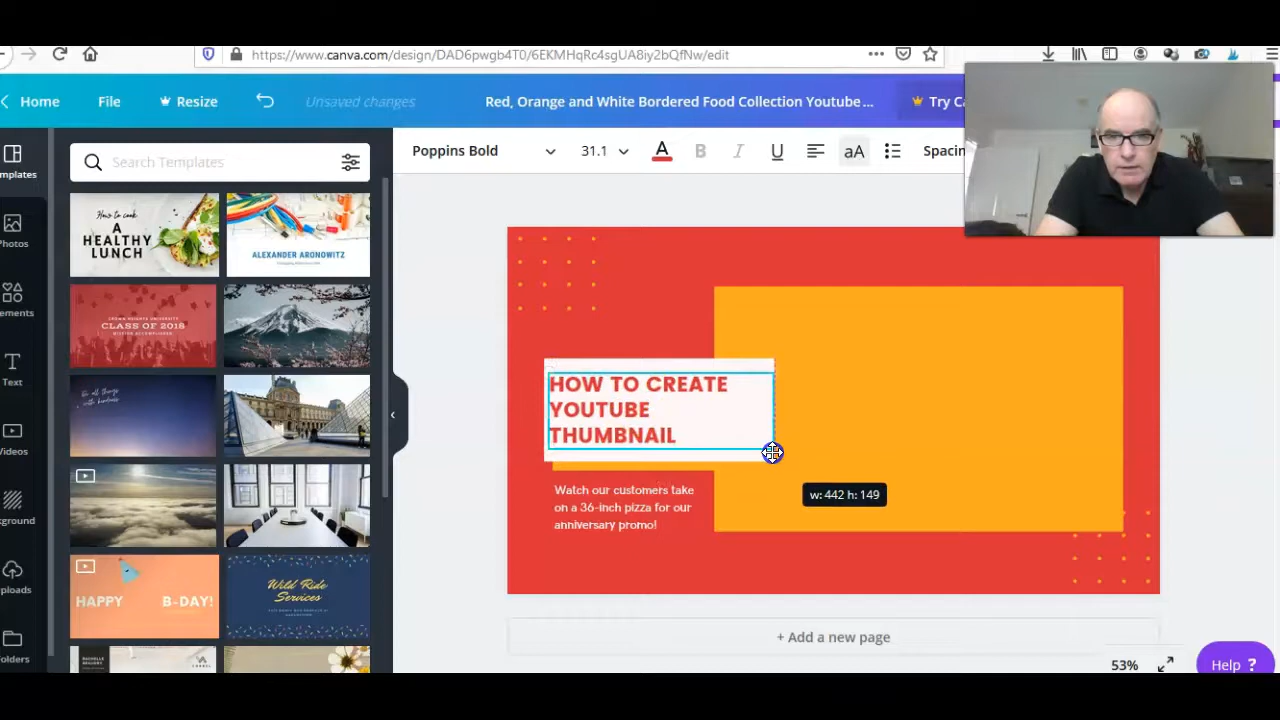 https://www.canva.com/design/DAD6pwgb4T0/6EKMHqRc4sgUA8iy2bQfNw/edit
Home
File
Resize
Unsaved changes
Red, Orange and White Bordered Food Collection Youtube ...
Try Ca
mplates
Search Templates
Poppins Bold
31.1
A
B
I
U
aA
Spacin
Photos
ements
Text
Videos
ground
ploads
olders
How to cook
A
HEALTHY
LUNCH
ALEXANDER ARONOWITZ
CLASS OF 2018
HAPPY B-DAY!
Wild Ride
Services
HOW TO CREATE
YOUTUBE
THUMBNAIL
w: 442 h: 149
Watch our customers take
on a 36-inch pizza for our
anniversary promo!
+ Add a new page
53%
Help ?